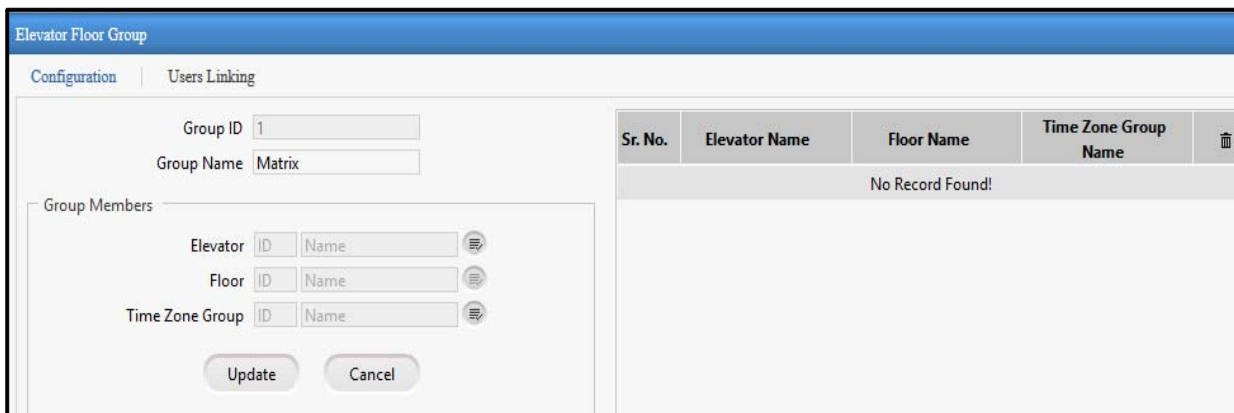 Elevator Floor Group
Configuration Users Linking
Group ID 1
Group Name Matrix
Group Members
Elevator ID Name
Floor ID Name
Time Zone Group ID Name
Update Cancel
Sr. No. Elevator Name Floor Name Time Zone Group Name
No Record Found!